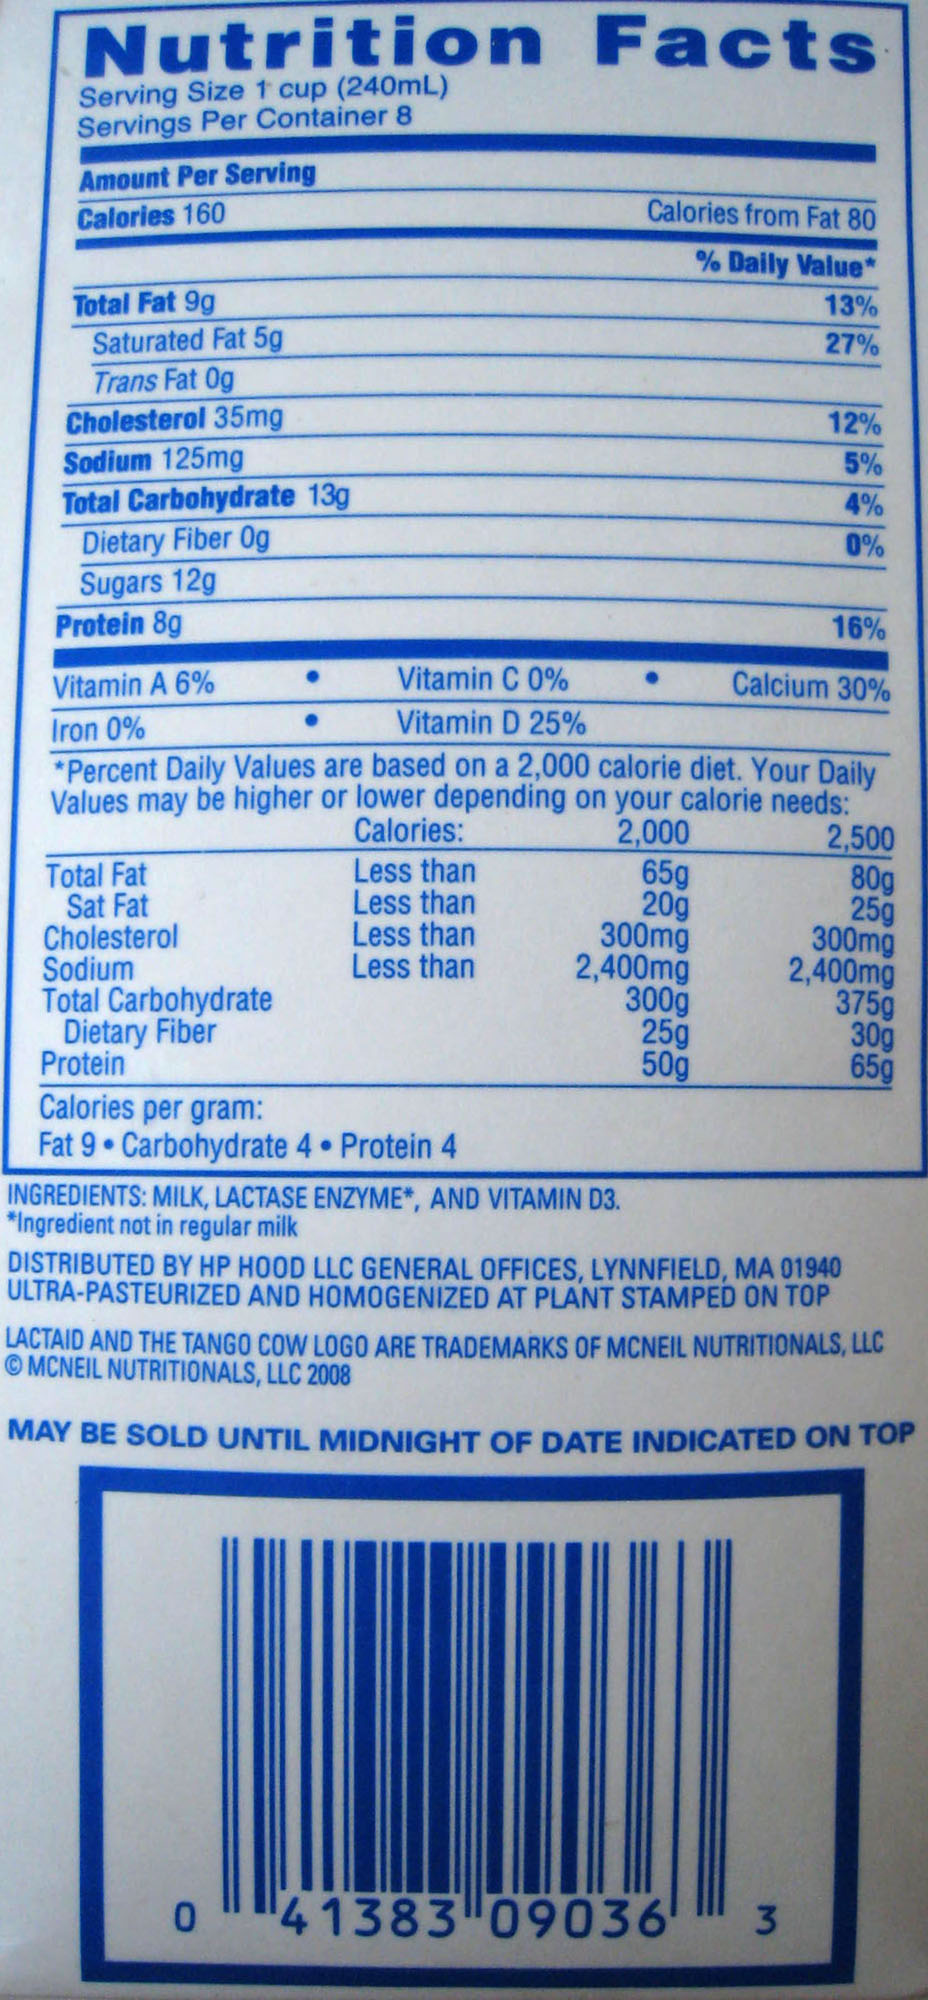 Nutrition Facts
Serving Size 1 cup (240mL)
Servings Per Container 8
Amount Per Serving
Calories 160 Calories from Fat 80
% Daily Value*
Total Fat 9g 13%
Saturated Fat 5g 27%
Trans Fat 0g
Cholesterol 35mg 12%
Sodium 125mg 5%
Total Carbohydrate 13g 4%
Dietary Fiber 0g 0%
Sugars 12g
Protein 8g 16%
Vitamin A 6% • Vitamin C 0% • Calcium 30%
Iron 0% • Vitamin D 25%
*Percent Daily Values are based on a 2,000 calorie diet. Your Daily
Values may be higher or lower depending on your calorie needs:
Calories: 2,000 2,500
Total Fat Less than 65g 80g
Sat Fat Less than 20g 25g
Cholesterol Less than 300mg 300mg
Sodium Less than 2,400mg 2,400mg
Total Carbohydrate 300g 375g
Dietary Fiber 25g 30g
Protein 50g 65g
Calories per gram:
Fat 9 • Carbohydrate 4 • Protein 4
INGREDIENTS: MILK, LACTASE ENZYME*, AND VITAMIN D3.
*Ingredient not in regular milk
DISTRIBUTED BY HP HOOD LLC GENERAL OFFICES, LYNNFIELD, MA 01940
ULTRA-PASTEURIZED AND HOMOGENIZED AT PLANT STAMPED ON TOP
LACTAID AND THE TANGO COW LOGO ARE TRADEMARKS OF MCNEIL NUTRITIONALS, LLC
© MCNEIL NUTRITIONALS, LLC 2008
MAY BE SOLD UNTIL MIDNIGHT OF DATE INDICATED ON TOP
0 41383 09036 3